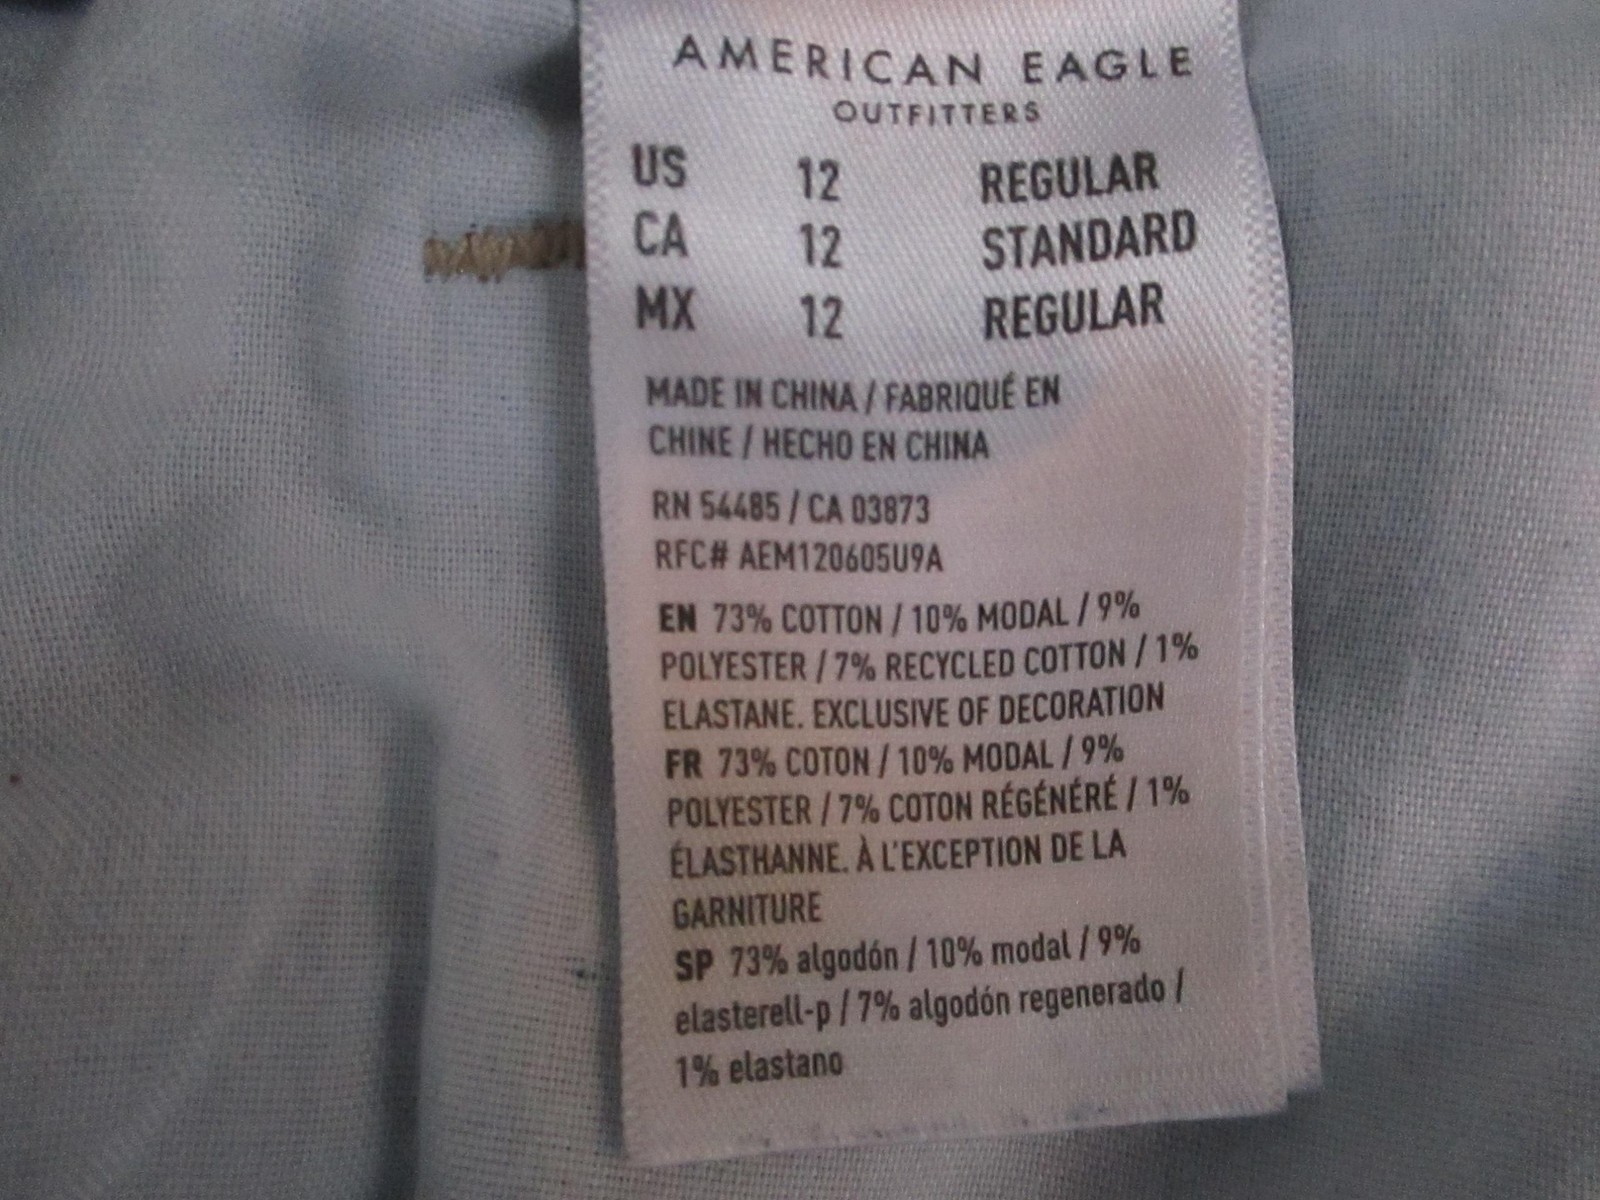 AMERICAN EAGLE
OUTFITTERS
US 12 REGULAR
CA 12 STANDARD
MX 12 REGULAR
MADE IN CHINA / FABRIQUÉ EN
CHINE / HECHO EN CHINA
RN 54485 / CA 03873
RFC# AEM120605U9A
EN 73% COTTON / 10% MODAL / 9%
POLYESTER / 7% RECYCLED COTTON / 1%
ELASTANE. EXCLUSIVE OF DECORATION
FR 73% COTON / 10% MODAL / 9%
POLYESTER / 7% COTON RÉGÉNÉRÉ / 1%
ÉLASTHANNE. À L'EXCEPTION DE LA
GARNITURE
SP 73% algodón / 10% modal / 9%
elasterell-p / 7% algodón regenerado /
1% elastano